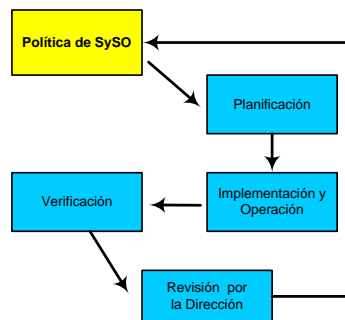 Política de SySO
Planificación
Implementación y
Operación
Verificación
Revisión por
la Dirección